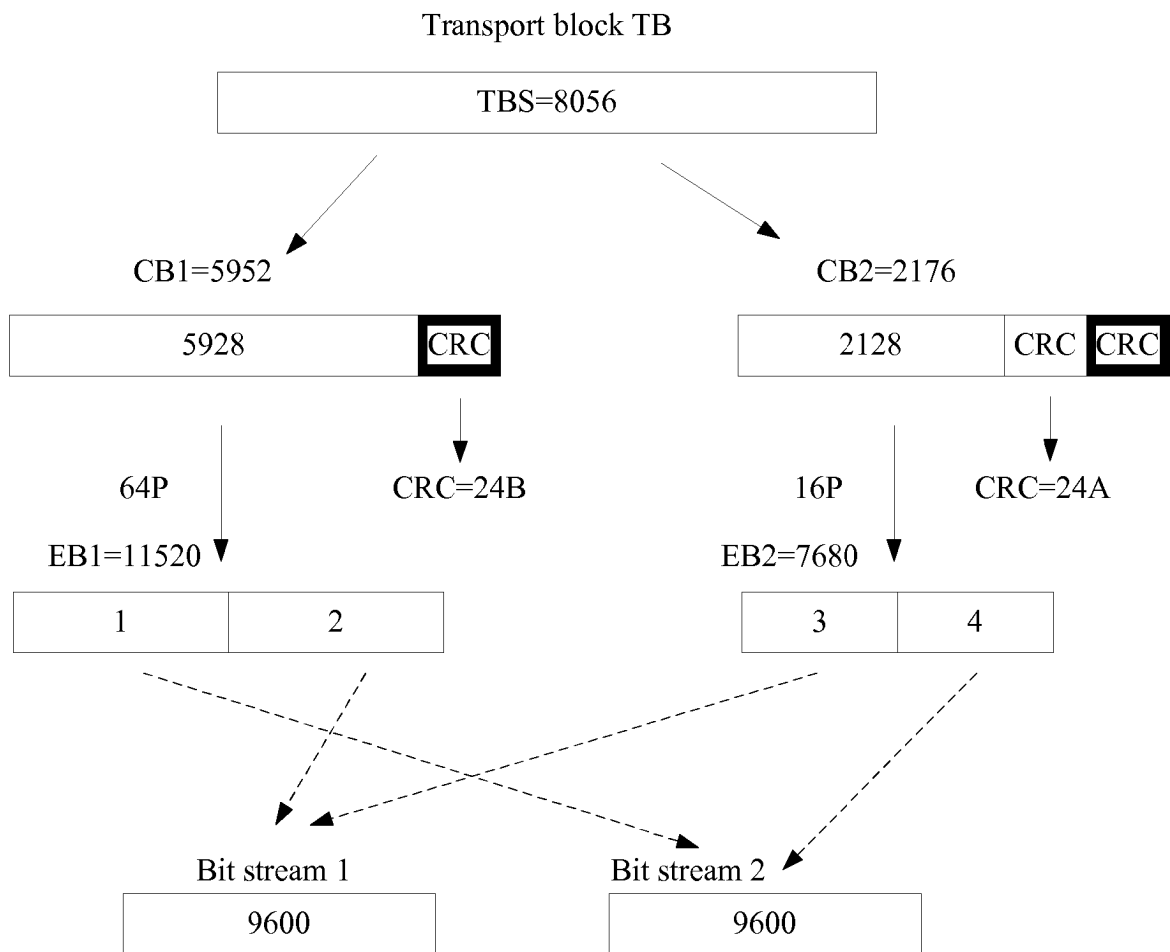 Transport block TB
TBS=8056
CB1=5952
CB2=2176
5928 CRC
2128 CRC CRC
64P
CRC=24B
16P
CRC=24A
EB1=11520
EB2=7680
1 2
3 4
Bit stream 1
Bit stream 2
9600
9600